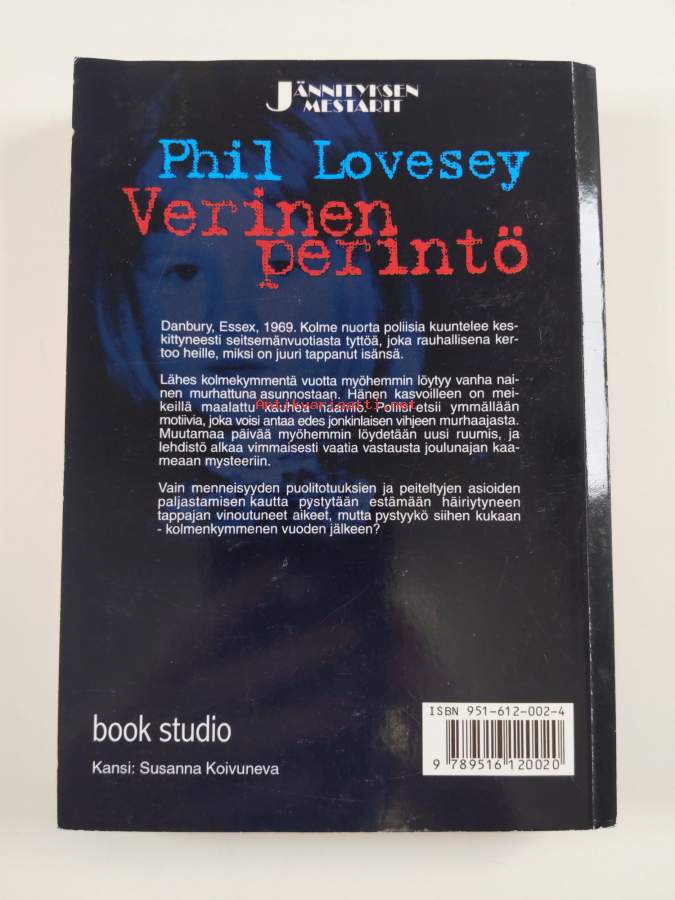 JÄNNITYKSEN
MESTARIT
Phil Lovesey
Verinen
perintö
Danbury, Essex, 1969. Kolme nuorta poliisia kuuntelee kes-
kittyneesti seitsemänvuotiasta tyttöä, joka rauhallisena ker-
too heille, miksi on juuri tappanut isänsä.
Lähes kolmekymmentä vuotta myöhemmin löytyy vanha nai-
nen murhattuna asunnostaan. Hänen kasvoilleen on mei-
keillä maalattu kauhea naamio. Poliisi etsii ymmällään
motiivia, joka voisi antaa edes jonkinlaisen vihjeen murhaajasta.
Muutamaa päivää myöhemmin löydetään uusi ruumis, ja
lehdistö alkaa vimmaisesti vaatia vastausta joulunajan kaa-
meaan mysteeriin.
Vain menneisyyden puolitotuuksien ja peiteltyjen asioiden
paljastamisen kautta pystytään estämään häiriytyneen
tappajan vinoutuneet aikeet, mutta pystyykö siihen kukaan
- kolmenkymmenen vuoden jälkeen?
Antikvariaatti.net
book studio
Kansi: Susanna Koivuneva
ISBN 951-612-002-4
9 789516 120020